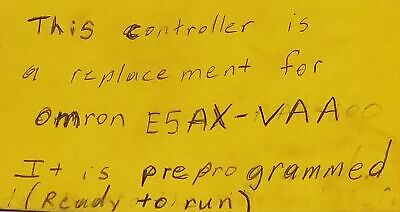 This controller is
a replacement for
omron E5AX-VAA
It is preprogrammed
(Ready to run)